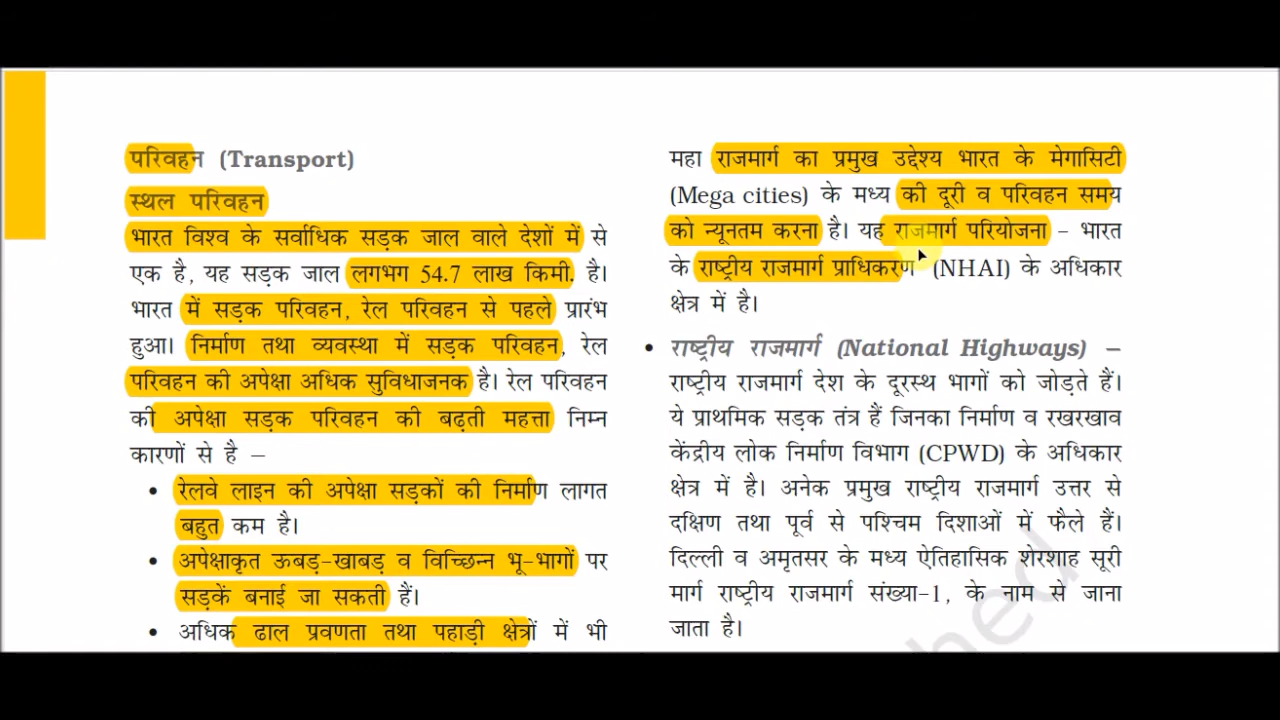 परिवहन (Transport)
स्थल परिवहन
भारत विश्व के सर्वाधिक सड़क जाल वाले देशों में से
एक है, यह सड़क जाल लगभग 54.7 लाख किमी. है।
भारत में सड़क परिवहन, रेल परिवहन से पहले प्रारंभ
हुआ। निर्माण तथा व्यवस्था में सड़क परिवहन, रेल
परिवहन की अपेक्षा अधिक सुविधाजनक है। रेल परिवहन
की अपेक्षा सड़क परिवहन की बढ़ती महत्ता निम्न
कारणों से है –
• रेलवे लाइन की अपेक्षा सड़कों की निर्माण लागत
बहुत कम है।
• अपेक्षाकृत ऊबड़-खाबड़ व विच्छिन्न भू-भागों पर
सड़कें बनाई जा सकती हैं।
• अधिक ढाल प्रवणता तथा पहाड़ी क्षेत्रों में भी
महा राजमार्ग का प्रमुख उद्देश्य भारत के मेगासिटी
(Mega cities) के मध्य की दूरी व परिवहन समय
को न्यूनतम करना है। यह राजमार्ग परियोजना – भारत
के राष्ट्रीय राजमार्ग प्राधिकरण (NHAI) के अधिकार
क्षेत्र में है।
• राष्ट्रीय राजमार्ग (National Highways) –
राष्ट्रीय राजमार्ग देश के दूरस्थ भागों को जोड़ते हैं।
ये प्राथमिक सड़क तंत्र हैं जिनका निर्माण व रखरखाव
केंद्रीय लोक निर्माण विभाग (CPWD) के अधिकार
क्षेत्र में है। अनेक प्रमुख राष्ट्रीय राजमार्ग उत्तर से
दक्षिण तथा पूर्व से पश्चिम दिशाओं में फैले हैं।
दिल्ली व अमृतसर के मध्य ऐतिहासिक शेरशाह सूरी
मार्ग राष्ट्रीय राजमार्ग संख्या-1, के नाम से जाना
जाता है।
hed